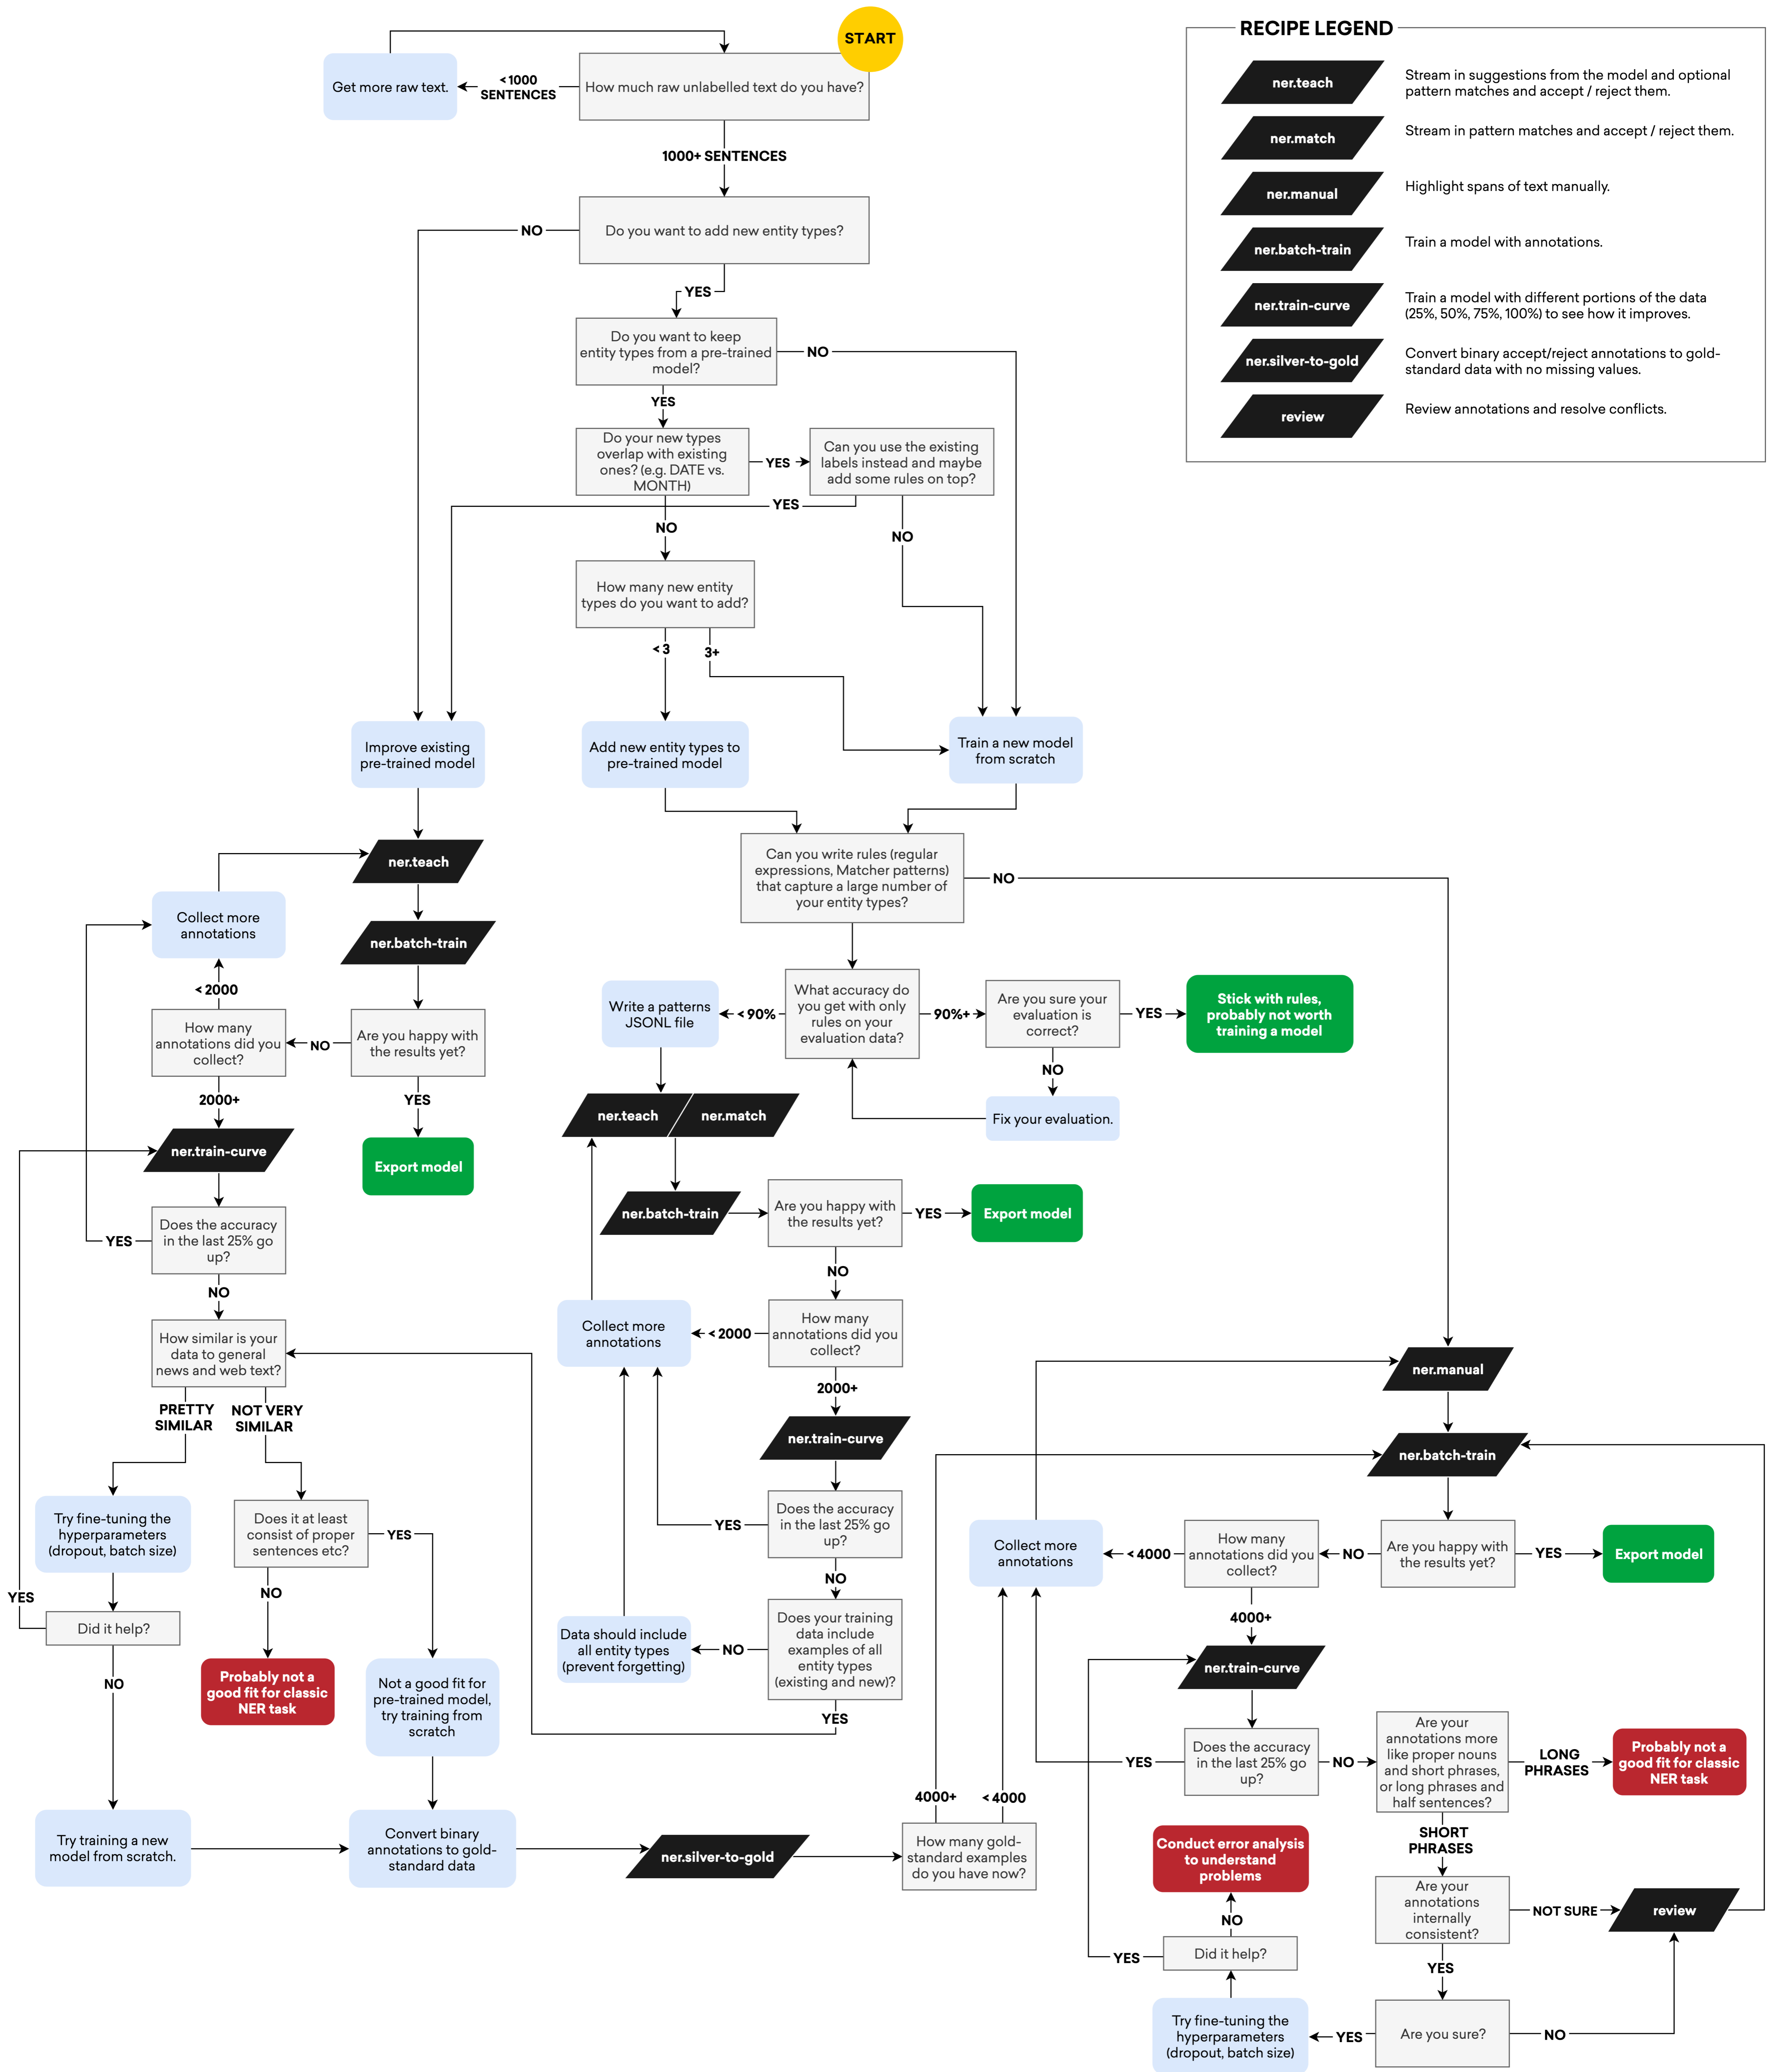 START
How much raw unlabelled text do you have?
< 1000
SENTENCES
Get more raw text.
1000+ SENTENCES
Do you want to add new entity types?
NO
YES
Do you want to keep
entity types from a pre-trained
model?
NO
YES
Do your new types
overlap with existing
ones? (e.g. DATE vs.
MONTH)
YES
Can you use the existing
labels instead and maybe
add some rules on top?
YES
NO
NO
How many new entity
types do you want to add?
< 3
3+
Improve existing
pre-trained model
Add new entity types to
pre-trained model
Train a new model
from scratch
RECIPE LEGEND
ner.teach
Stream in suggestions from the model and optional
pattern matches and accept / reject them.
ner.match
Stream in pattern matches and accept / reject them.
ner.manual
Highlight spans of text manually.
ner.batch-train
Train a model with annotations.
ner.train-curve
Train a model with different portions of the data
(25%, 50%, 75%, 100%) to see how it improves.
ner.silver-to-gold
Convert binary accept/reject annotations to gold-
standard data with no missing values.
review
Review annotations and resolve conflicts.
ner.teach
Collect more
annotations
ner.batch-train
< 2000
How many
annotations did you
collect?
NO
Are you happy with
the results yet?
2000+
YES
ner.train-curve
Export model
Does the accuracy
in the last 25% go
up?
YES
NO
How similar is your
data to general
news and web text?
PRETTY
SIMILAR
NOT VERY
SIMILAR
Try fine-tuning the
hyperparameters
(dropout, batch size)
Does it at least
consist of proper
sentences etc?
YES
YES
NO
Did it help?
NO
Probably not a
good fit for classic
NER task
Not a good fit for
pre-trained model,
try training from
scratch
Try training a new
model from scratch.
Convert binary
annotations to gold-
standard data
ner.silver-to-gold
How many gold-
standard examples
do you have now?
4000+
< 4000
Can you write rules (regular
expressions, Matcher patterns)
that capture a large number of
your entity types?
NO
What accuracy do
you get with only
rules on your
evaluation data?
< 90%
Write a patterns
JSONL file
90%+
Are you sure your
evaluation is
correct?
YES
Stick with rules,
probably not worth
training a model
NO
Fix your evaluation.
ner.teach
ner.match
ner.batch-train
Are you happy with
the results yet?
YES
Export model
NO
How many
annotations did you
collect?
< 2000
Collect more
annotations
2000+
ner.train-curve
Does the accuracy
in the last 25% go
up?
YES
NO
Does your training
data include
examples of all
entity types
(existing and new)?
NO
Data should include
all entity types
(prevent forgetting)
YES
ner.manual
ner.batch-train
Are you happy with
the results yet?
YES
Export model
NO
How many
annotations did you
collect?
< 4000
Collect more
annotations
4000+
ner.train-curve
Does the accuracy
in the last 25% go
up?
YES
NO
Are your
annotations more
like proper nouns
and short phrases,
or long phrases and
half sentences?
LONG
PHRASES
Probably not a
good fit for classic
NER task
SHORT
PHRASES
Are your
annotations
internally
consistent?
NOT SURE
review
YES
Are you sure?
NO
YES
Try fine-tuning the
hyperparameters
(dropout, batch size)
Did it help?
YES
NO
Conduct error analysis
to understand
problems